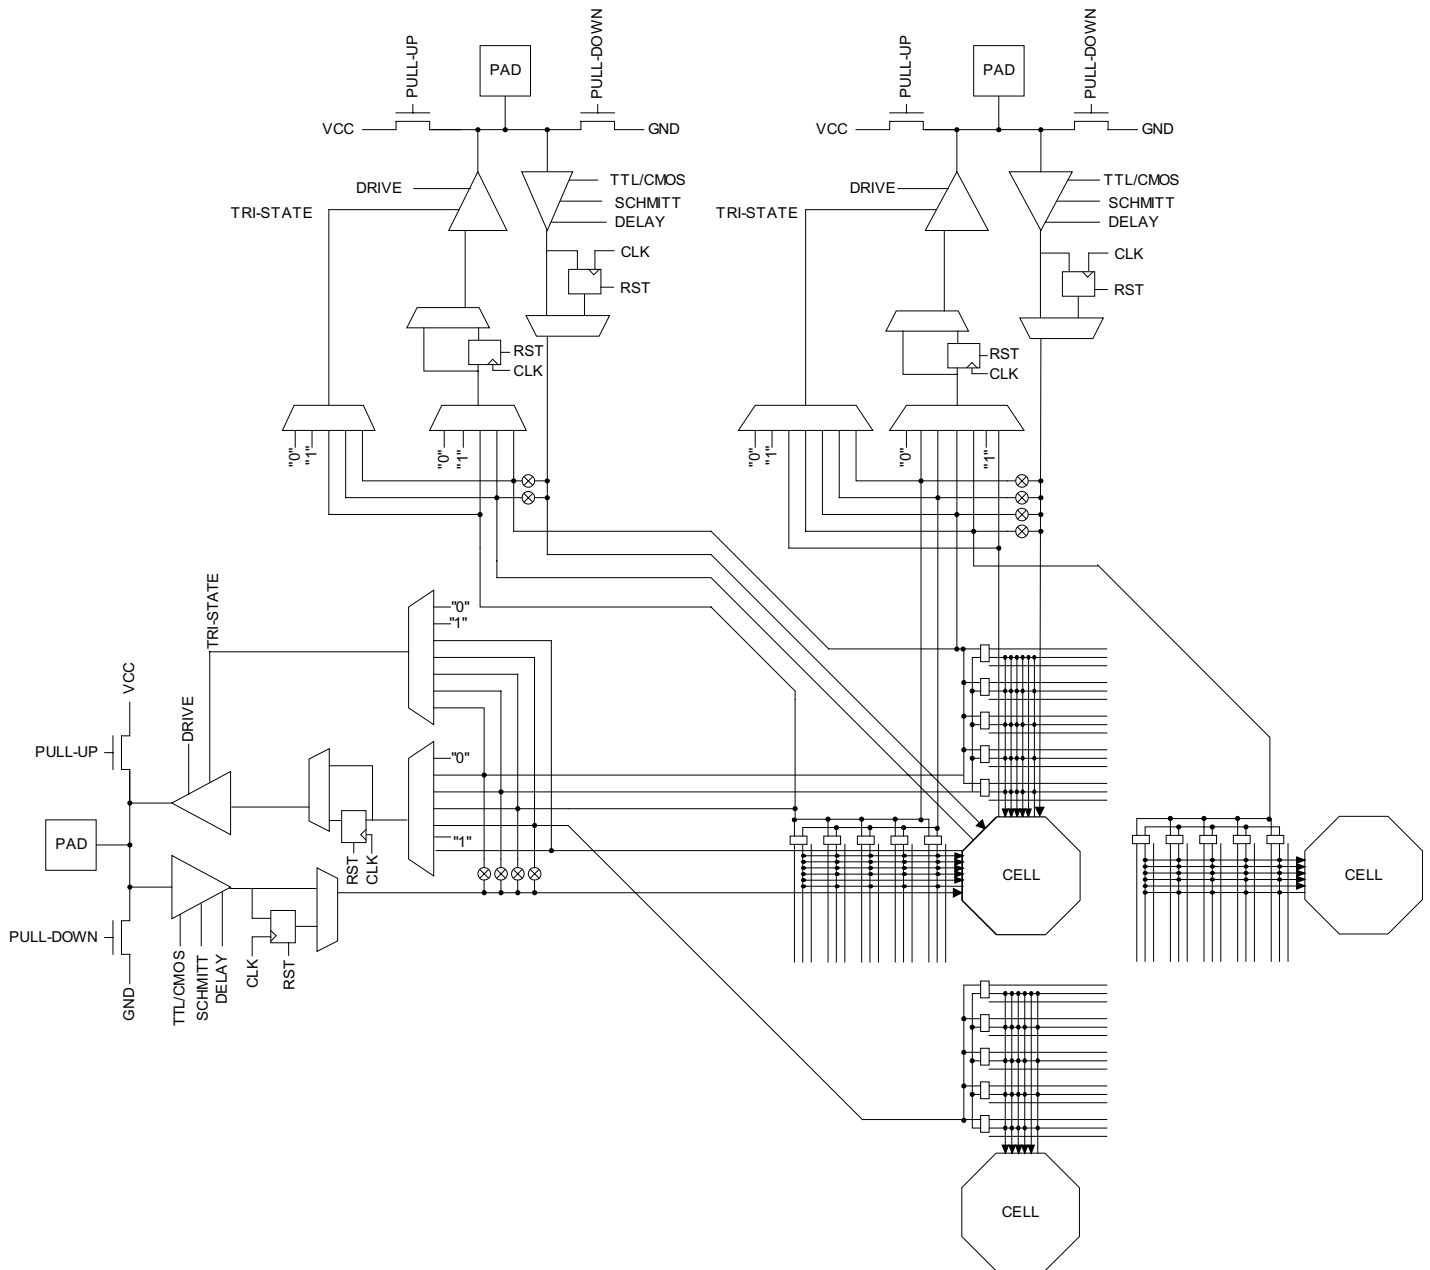 PULL-UP
PAD
PULL-DOWN
VCC
GND
DRIVE
TRI-STATE
TTL/CMOS
SCHMITT
DELAY
CLK
RST
RST
CLK
"0"
"1"
"0"
"1"
PULL-UP
PAD
PULL-DOWN
VCC
GND
DRIVE
TRI-STATE
TTL/CMOS
SCHMITT
DELAY
CLK
RST
RST
CLK
"0"
"1"
"0"
"1"
TRI-STATE
"0"
"1"
VCC
DRIVE
PULL-UP
"0"
PAD
"1"
RST
CLK
PULL-DOWN
GND
TTL/CMOS
SCHMITT
DELAY
CLK
RST
CELL
CELL
CELL